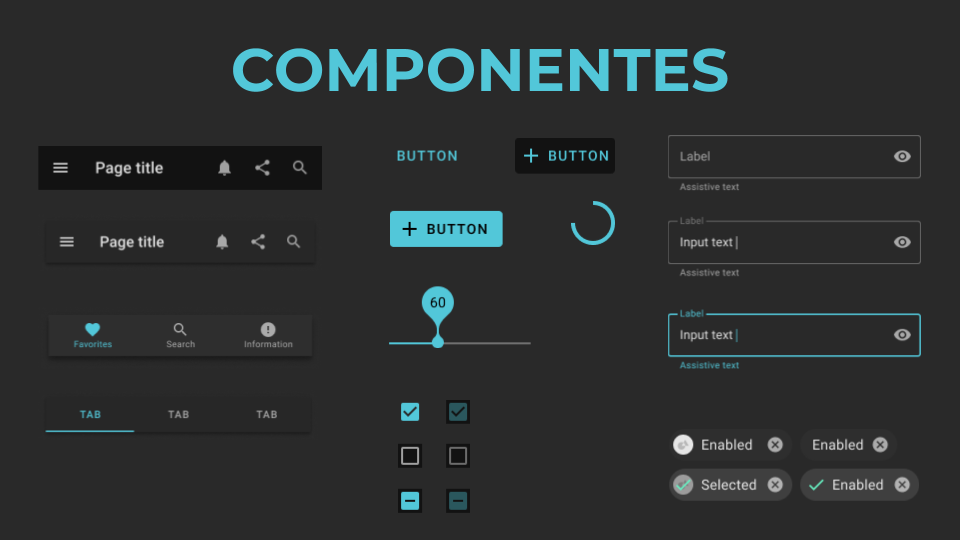 COMPONENTES
Page title
Page title
Favorites
Search
Information
TAB
TAB
TAB
BUTTON
BUTTON
BUTTON
60
Label
Assistive text
Label
Input text
Assistive text
Label
Input text
Assistive text
Enabled
Enabled
Selected
Enabled